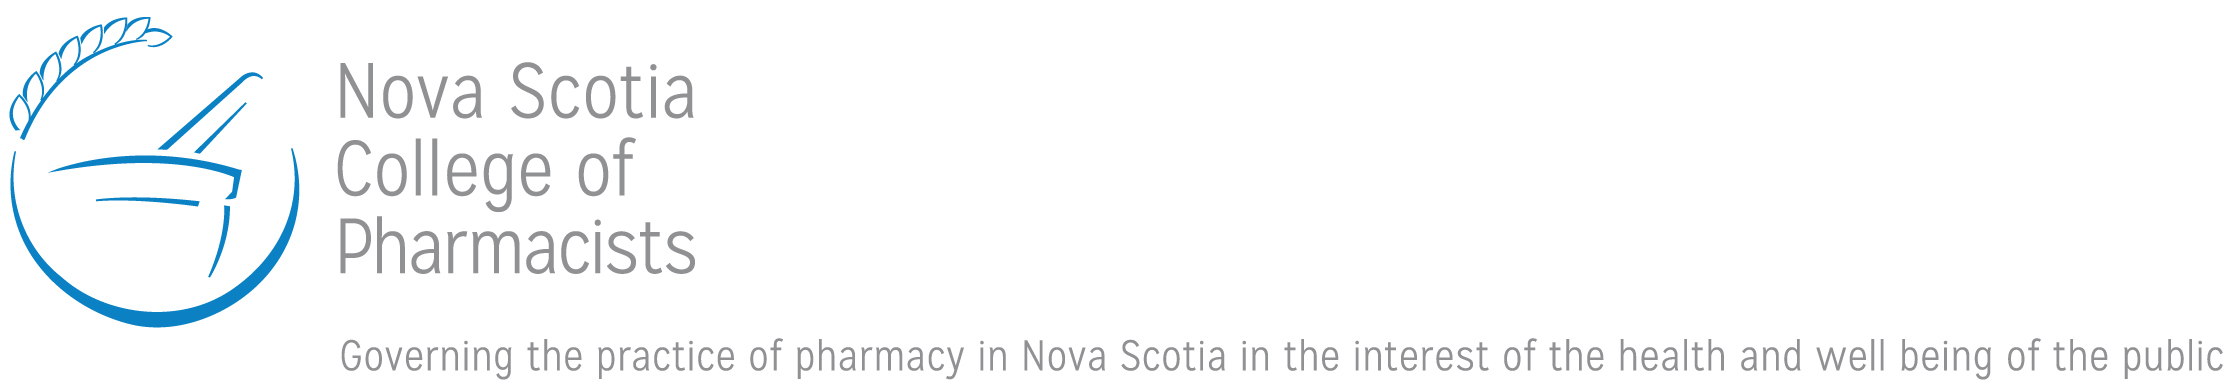 Nova Scotia
College of
Pharmacists
Governing the practice of pharmacy in Nova Scotia in the interest of the health and well being of the public